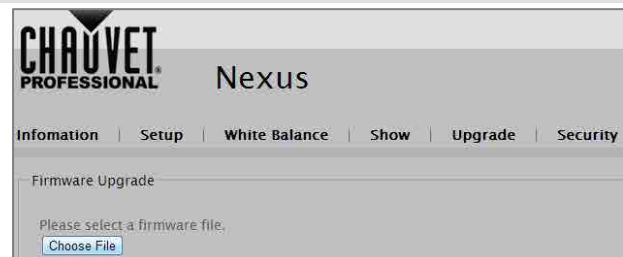 CHAUVET®
PROFESSIONAL
Nexus
Infomation | Setup | White Balance | Show | Upgrade | Security
Firmware Upgrade
Please select a firmware file.
Choose File